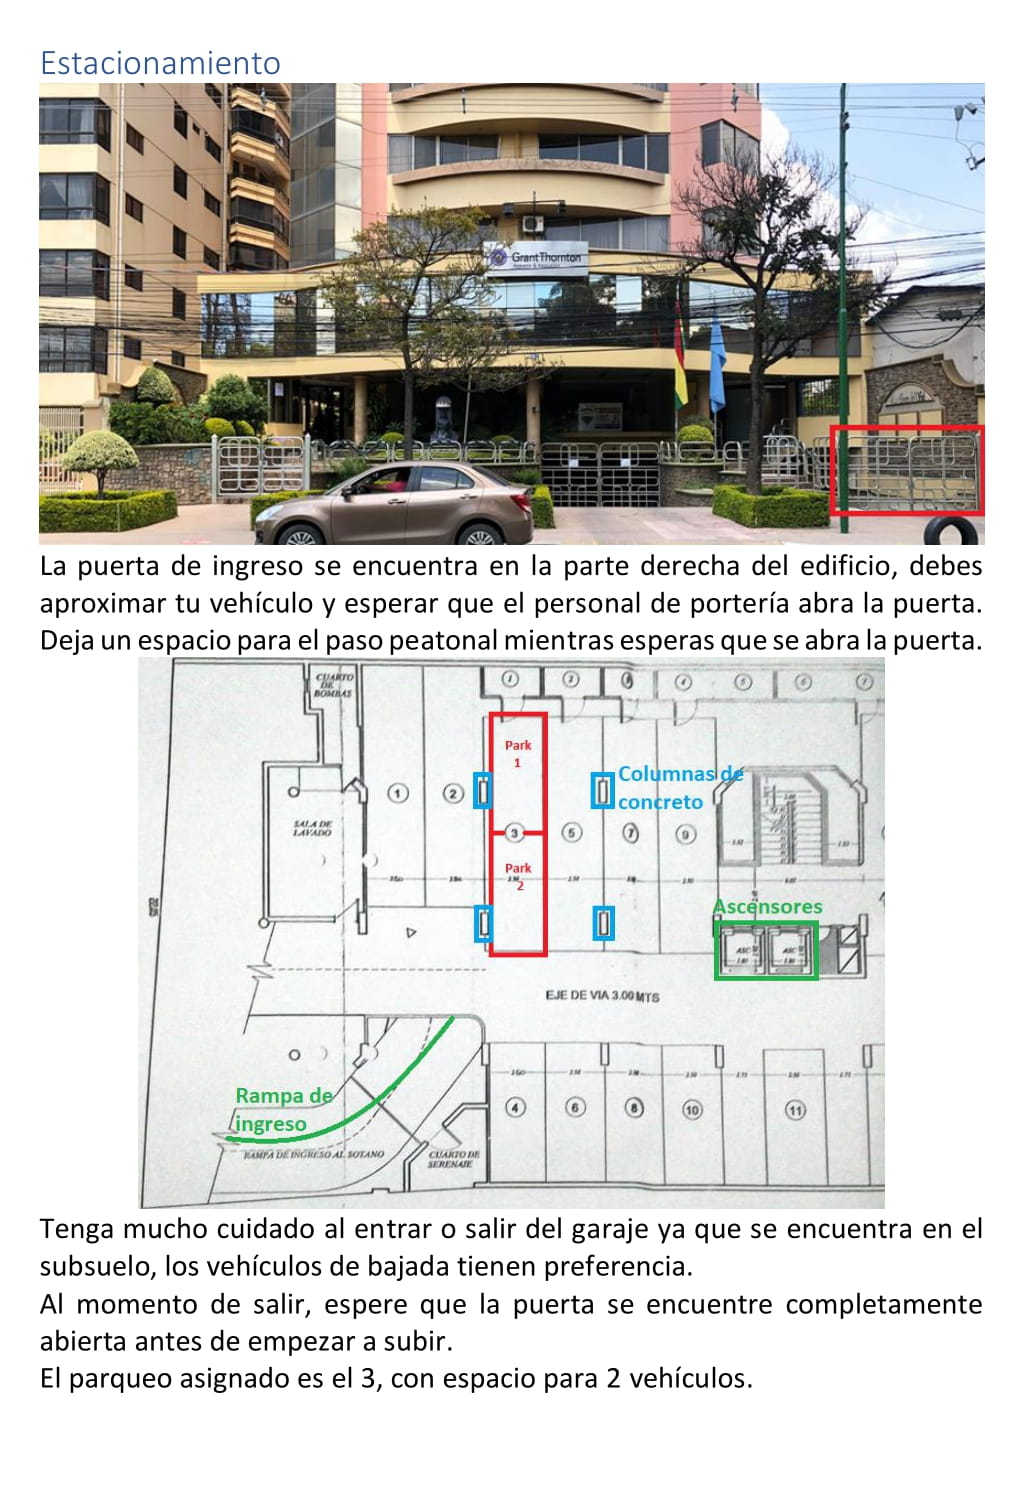 Estacionamiento
GrantThornton
La puerta de ingreso se encuentra en la parte derecha del edificio, debes
aproximar tu vehículo y esperar que el personal de portería abra la puerta.
Deja un espacio para el paso peatonal mientras esperas que se abra la puerta.
CUARTO
DE
BOMBAS
1 2 3 4 5 6 7
Park
1
Columnas de
concreto
1 2
SALA DE
LAVADO
3 5 7 9
Park
2
Ascensores
ASC ASC
EJE DE VIA 3.00 MTS
Rampa de
ingreso
RAMPA DE INGRESO AL SOTANO
CUARTO DE
SERENAJE
4 6 8 10 11
Tenga mucho cuidado al entrar o salir del garaje ya que se encuentra en el
subsuelo, los vehículos de bajada tienen preferencia.
Al momento de salir, espere que la puerta se encuentre completamente
abierta antes de empezar a subir.
El parqueo asignado es el 3, con espacio para 2 vehículos.